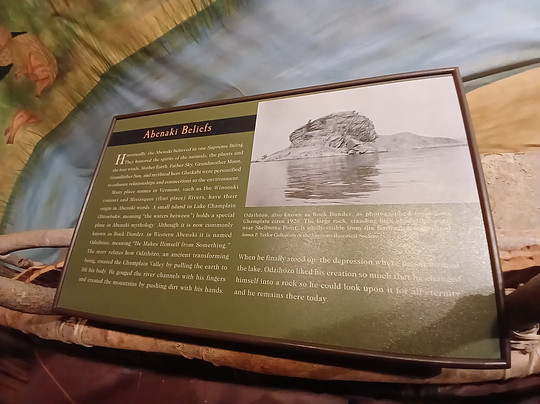 Abenaki Beliefs
Historically, the Abenaki believed in one Supreme Being.
They honored the spirits of the animals, the plants and
the four winds. Mother Earth, Father Sky, Grandmother Moon,
Grandfather Sun, and mythical hero Gluskabi were personified
to enhance relationships and connections to the environment.
Many place names in Vermont, such as the Winooski
(onion) and Missisquoi (flint place) Rivers, have their
origin in Abenaki words. A small island in Lake Champlain
meaning "the waters between") holds a special
place in Abenaki mythology. Although it is now commonly
known as Rock Dunder, in Western Abenaki it is named
Odzihózo, meaning "He Makes Himself from Something."
The story relates how Odzihózo, an ancient transforming
being, created the Champlain Valley by pulling the earth to
lift his body. He gouged the river channels with his fingers
and created the mountains by pushing dirt with his hands.
Odzihózo, also known as Rock Dunder, as photographed
Champlain circa 1920. The large rock, standing high
near Shelburne Point, is visible from the
James P. Taylor Collection
When he finally stood up, the depression
the lake. Odzihózo liked his creation so much that he
himself into a rock so he could look upon it for all eternity
and he remains there today.